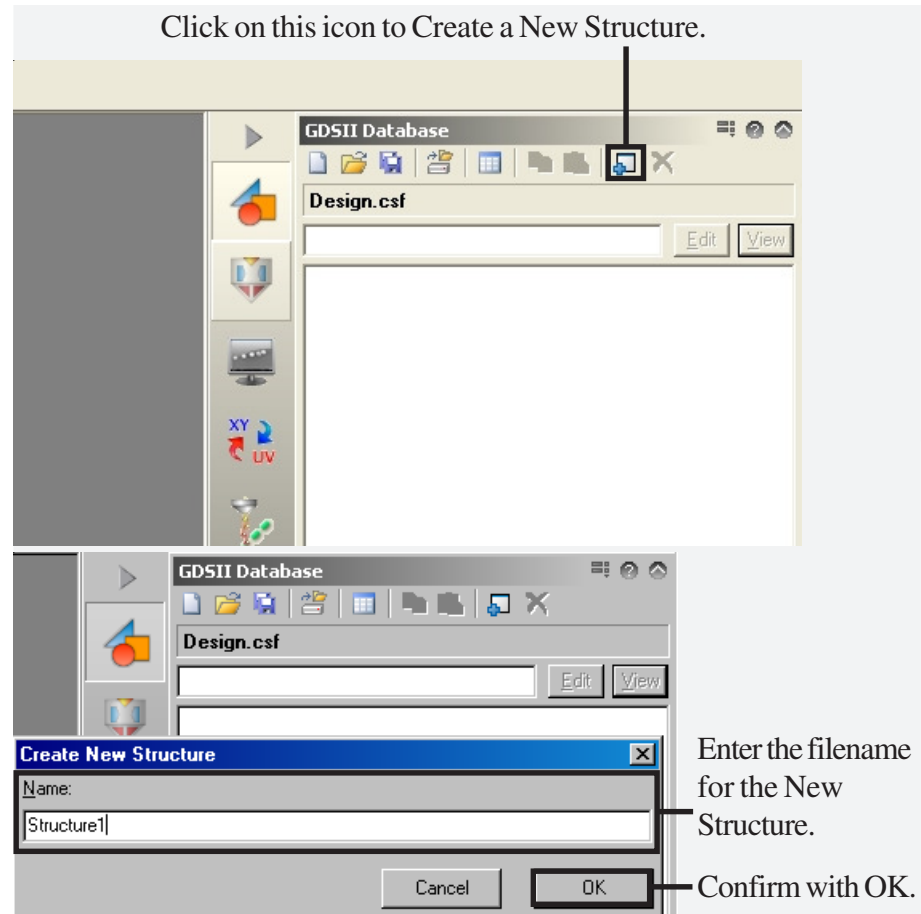 Click on this icon to Create a New Structure.
GDSII Database
Design.csf
Edit View
XY
UV
GDSII Database
Design.csf
Edit View
Create New Structure
Name:
Structure1
Cancel OK
Enter the filename
for the New
Structure.
Confirm with OK.